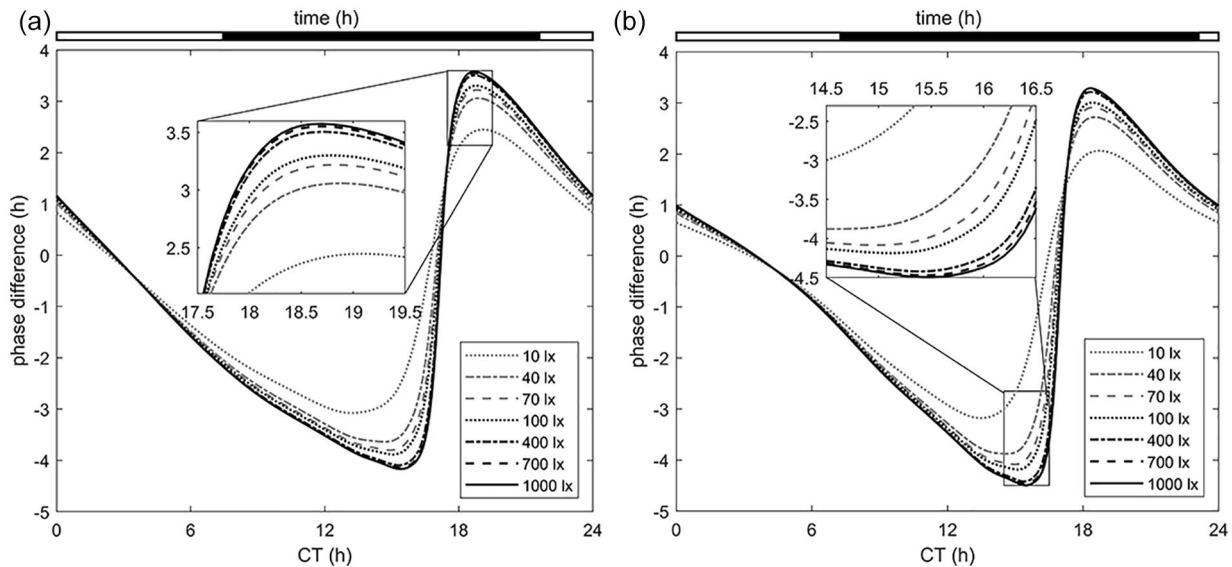 (a)
time (h)
4
3
2
1
0
-1
-2
-3
-4
-5
phase difference (h)
3.5
3
2.5
17.5 18 18.5 19 19.5
10 lx
40 lx
70 lx
100 lx
400 lx
700 lx
1000 lx
0 6 12 18 24
CT (h)
(b)
time (h)
4
3
2
1
0
-1
-2
-3
-4
-5
phase difference (h)
14.5 15 15.5 16 16.5
-2.5
-3
-3.5
-4
-4.5
10 lx
40 lx
70 lx
100 lx
400 lx
700 lx
1000 lx
0 6 12 18 24
CT (h)